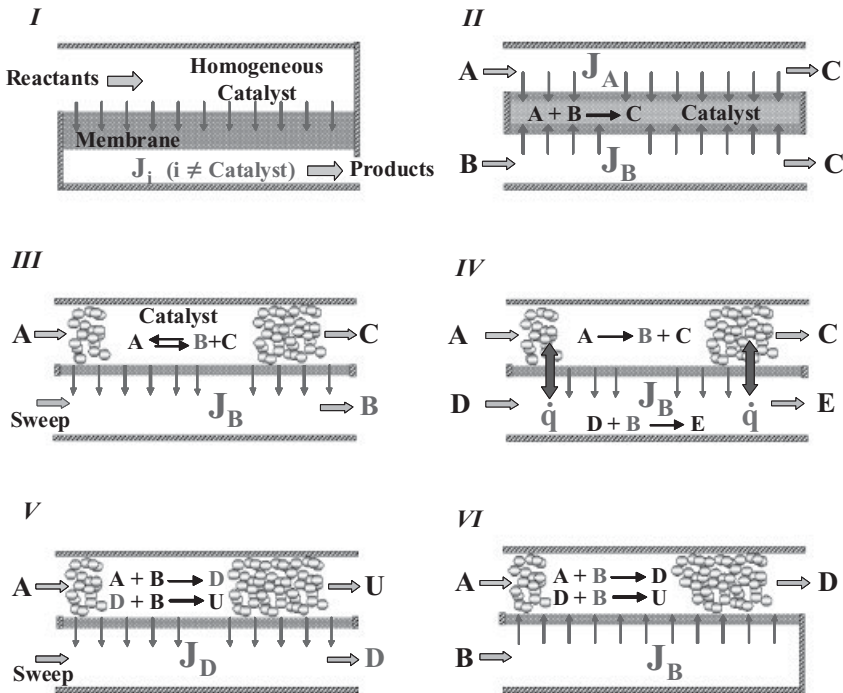 I
Reactants
Homogeneous
Catalyst
Membrane
J_i (i ≠ Catalyst)
Products
II
A
J_A
C
A + B → C
Catalyst
B
J_B
C
III
A
Catalyst
A ⇄ B+C
C
Sweep
J_B
B
IV
A
A → B + C
C
D
q̇
J_B
q̇
E
D + B → E
V
A
A + B → D
D + B → U
U
Sweep
J_D
D
VI
A
A + B → D
D + B → U
D
B
J_B